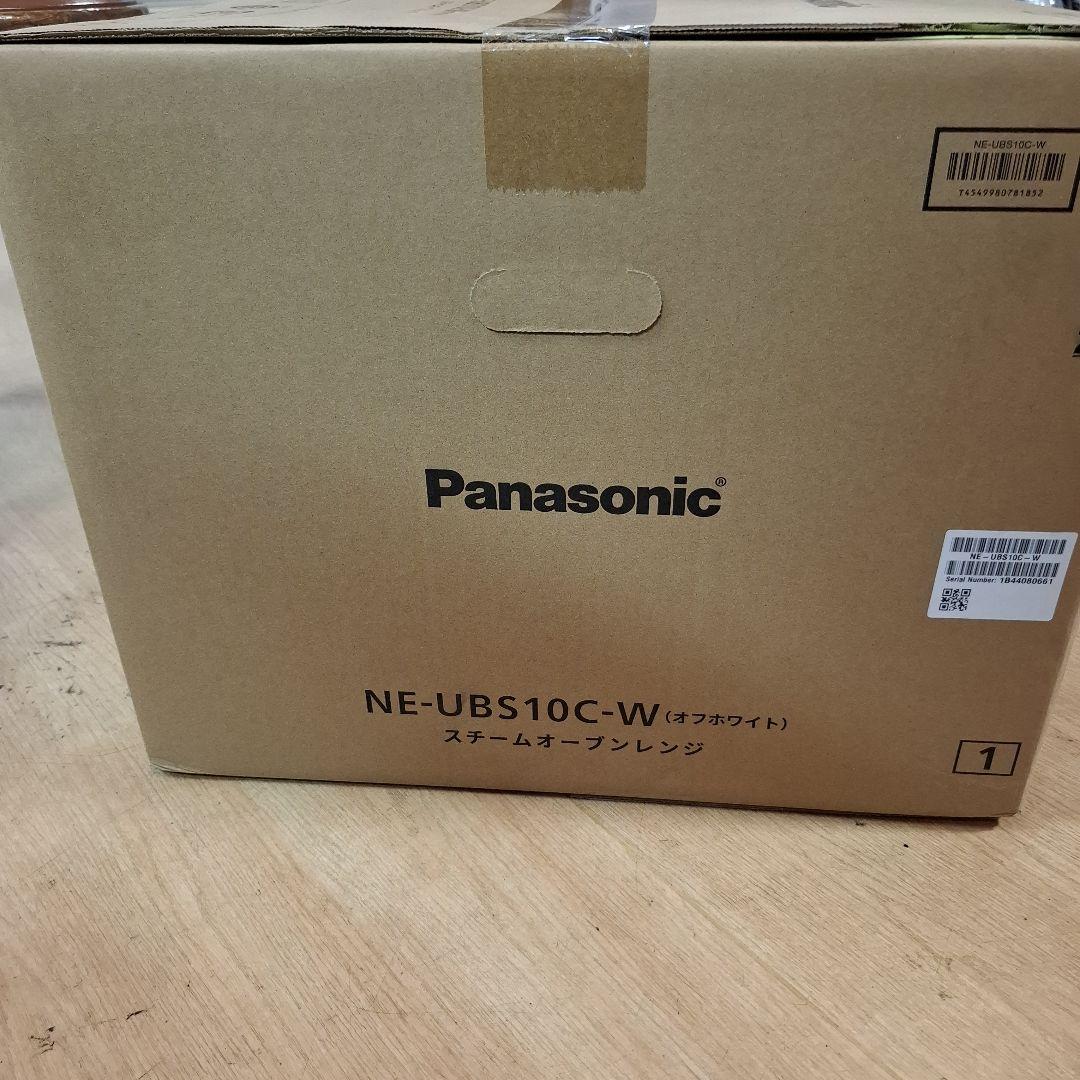 NE-UBS10C-W
T4549980781852
Panasonic®
NE-UBS10C-W
Serial Number: 1B44080661
NE-UBS10C-W (オフホワイト)
スチームオーブンレンジ
1